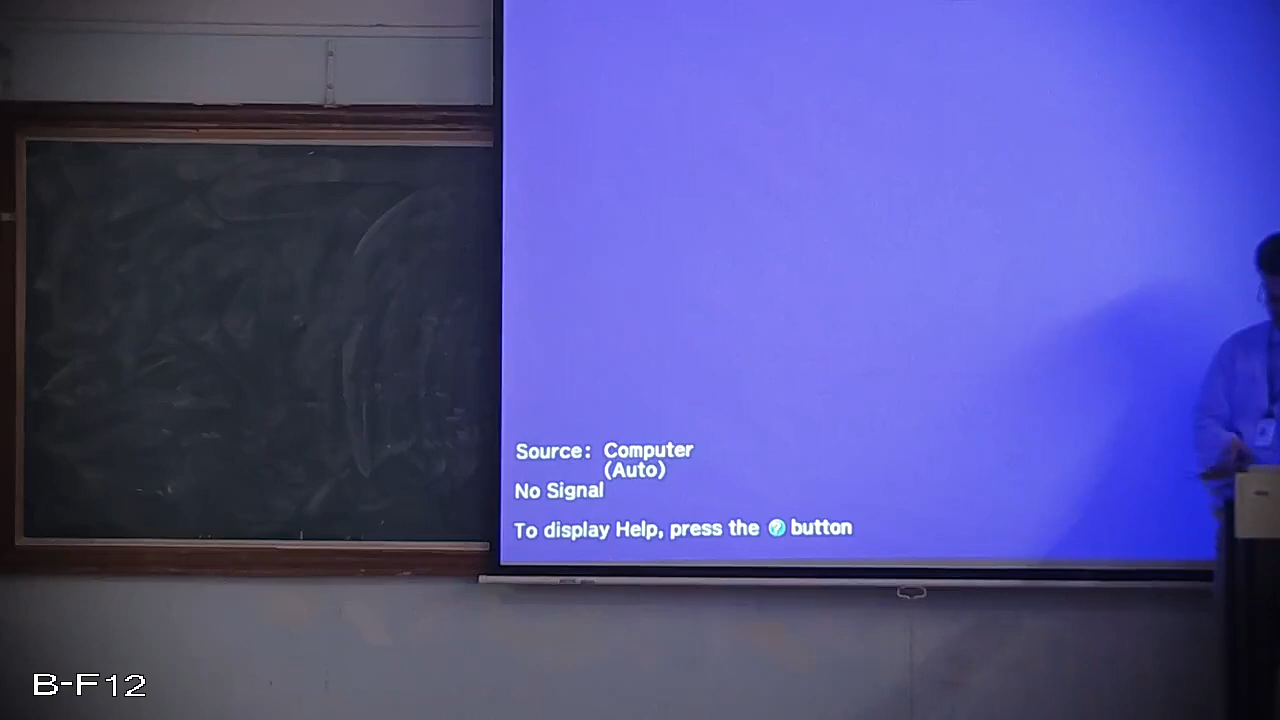 Source: Computer
(Auto)
No Signal
To display Help, press the ? button
B-F12